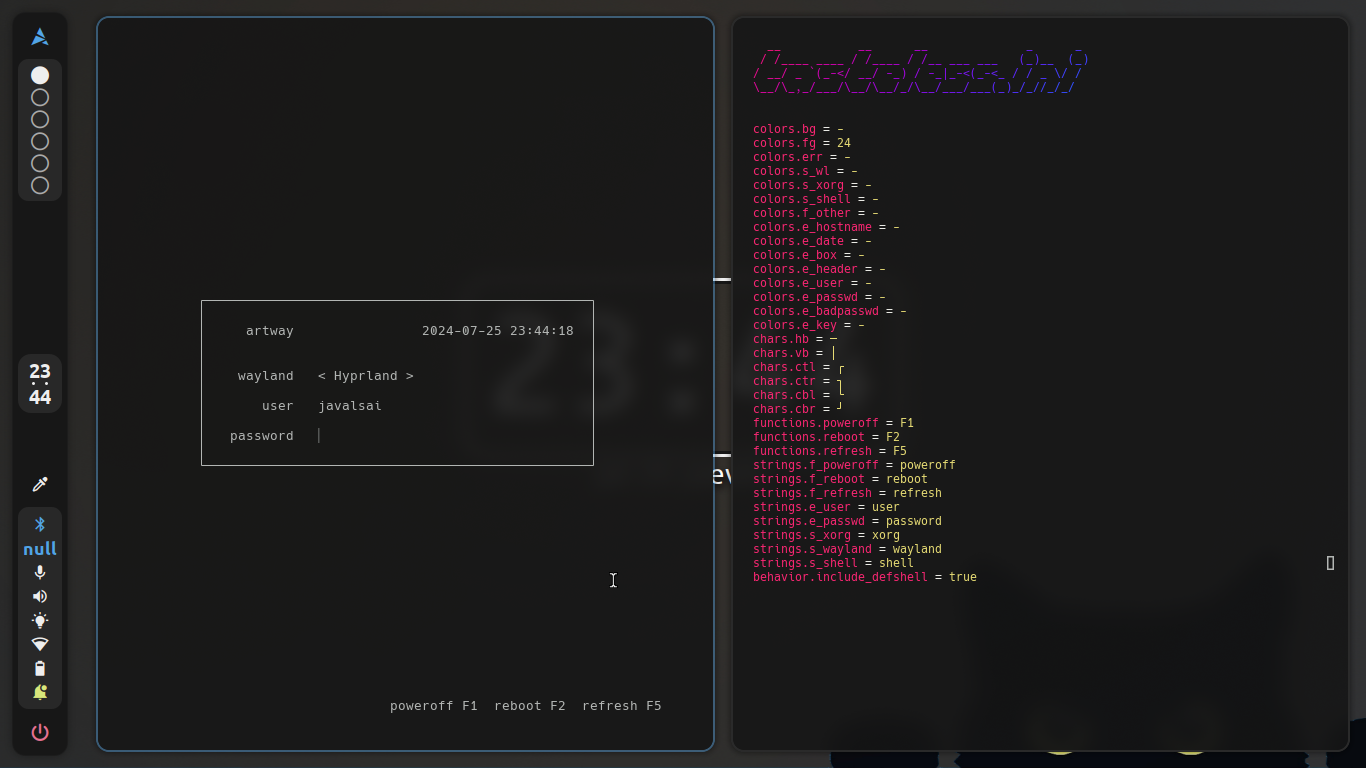 23
44
null
artway 2024-07-25 23:44:18
wayland < Hyprland >
user javalsai
password
poweroff F1 reboot F2 refresh F5
colors.bg = -
colors.fg = 24
colors.err = -
colors.s_wl = -
colors.s_xorg = -
colors.s_shell = -
colors.f_other = -
colors.e_hostname = -
colors.e_date = -
colors.e_box = -
colors.e_header = -
colors.e_user = -
colors.e_passwd = -
colors.e_badpasswd = -
colors.e_key = -
chars.hb = ─
chars.vb = │
chars.ctl = ┌
chars.ctr = ┐
chars.cbl = └
chars.cbr = ┘
functions.poweroff = F1
functions.reboot = F2
functions.refresh = F5
strings.f_poweroff = poweroff
strings.f_reboot = reboot
strings.f_refresh = refresh
strings.e_user = user
strings.e_passwd = password
strings.s_xorg = xorg
strings.s_wayland = wayland
strings.s_shell = shell
behavior.include_defshell = true